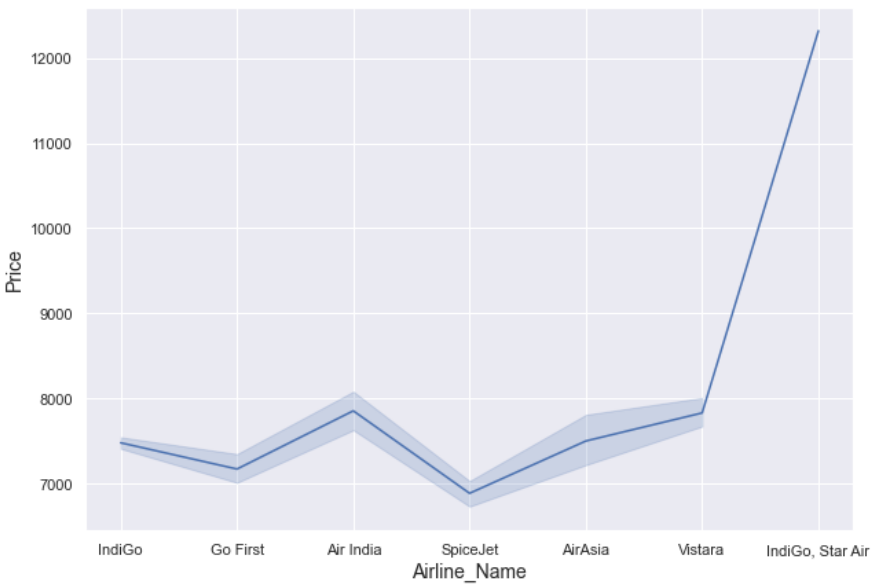 12000
11000
10000
9000
8000
7000
Price
IndiGo Go First Air India SpiceJet AirAsia Vistara IndiGo, Star Air
Airline_Name